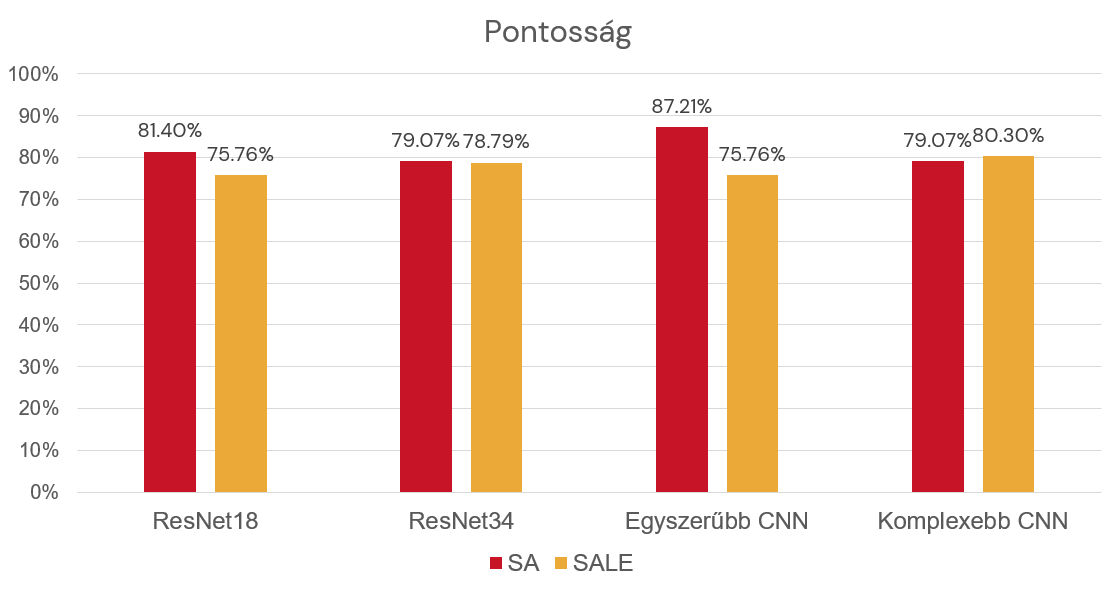 Pontosság
100%
90%
80%
70%
60%
50%
40%
30%
20%
10%
0%
81.40%
75.76%
79.07%
78.79%
87.21%
75.76%
79.07%
80.30%
ResNet18
ResNet34
Egyszerűbb CNN
Komplexebb CNN
SA
SALE